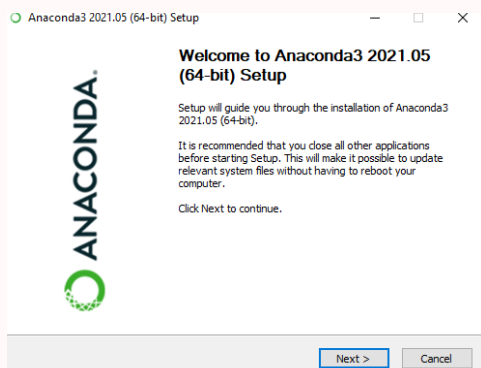 Anaconda3 2021.05 (64-bit) Setup
Welcome to Anaconda3 2021.05
(64-bit) Setup
Setup will guide you through the installation of Anaconda3
2021.05 (64-bit).
It is recommended that you close all other applications
before starting Setup. This will make it possible to update
relevant system files without having to reboot your
computer.
Click Next to continue.
ANACONDA.
Next >
Cancel